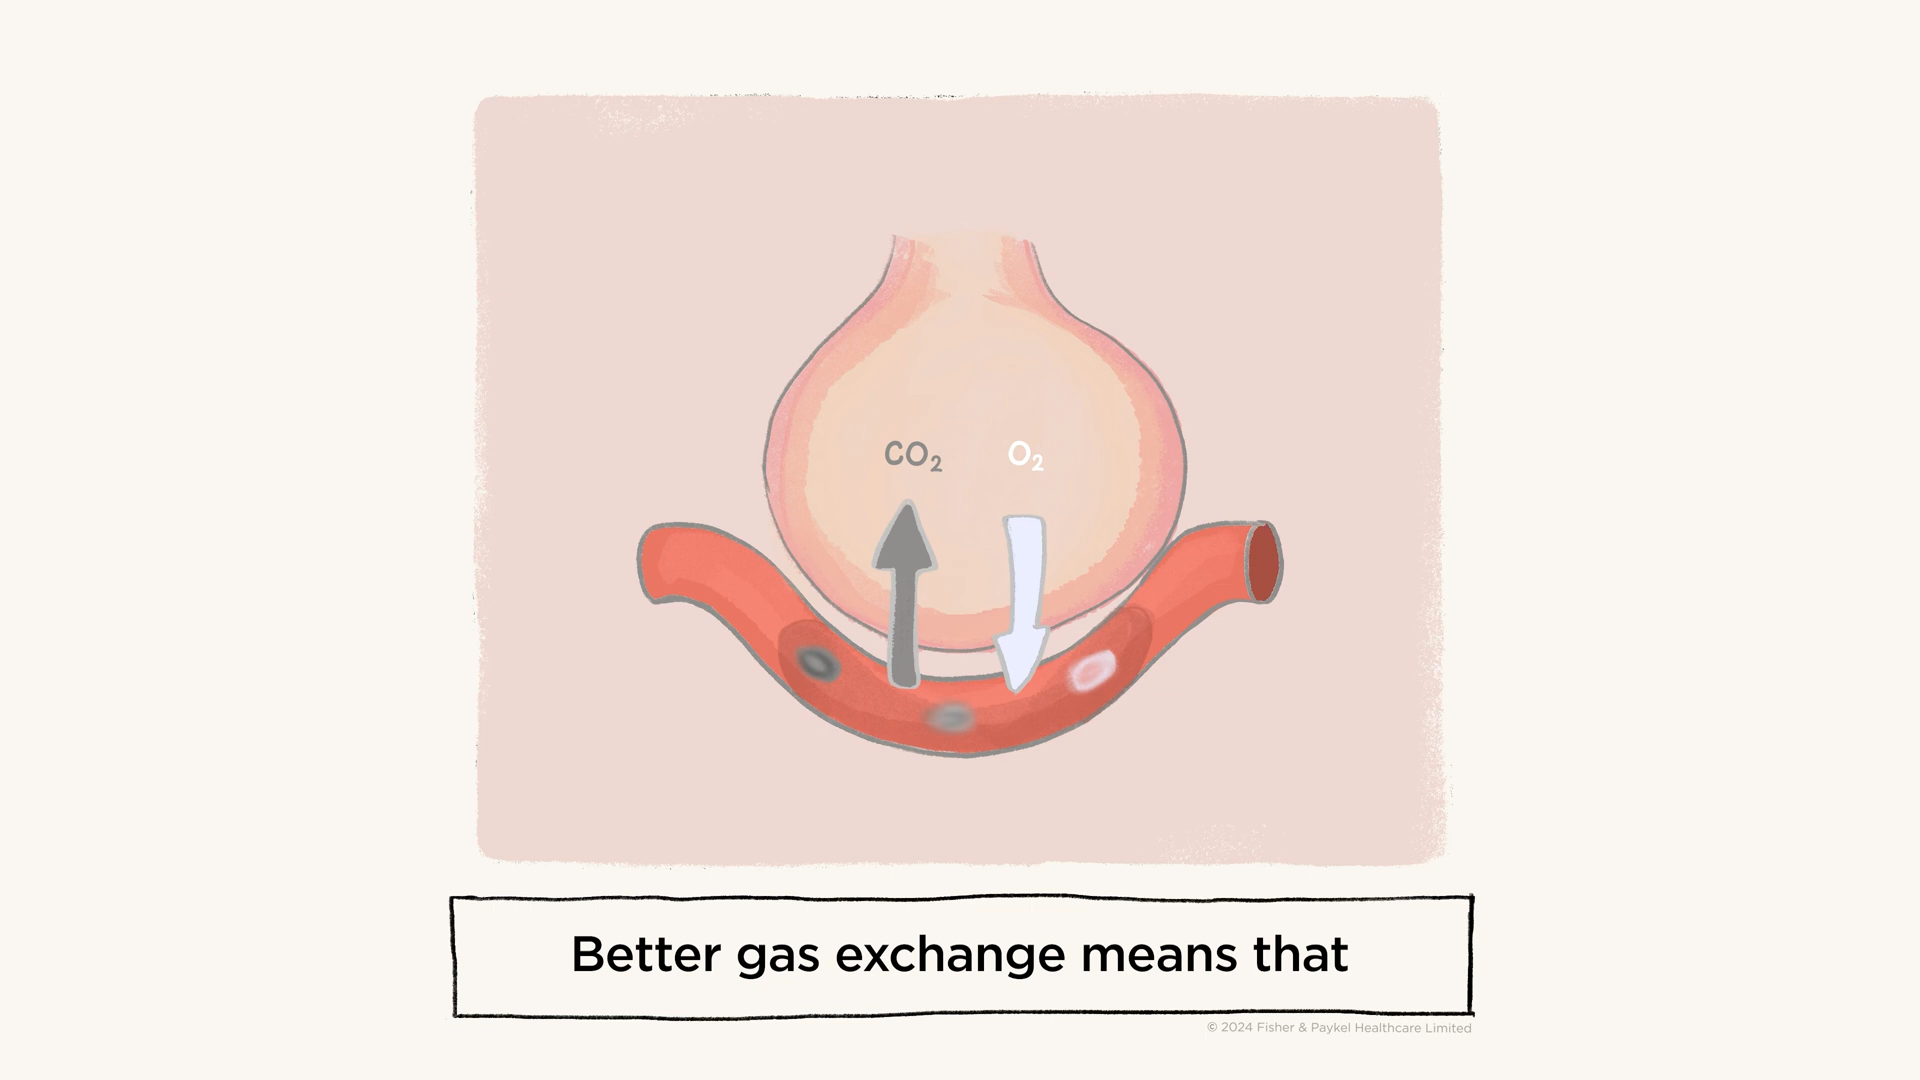 CO₂ O₂
Better gas exchange means that
© 2024 Fisher & Paykel Healthcare Limited